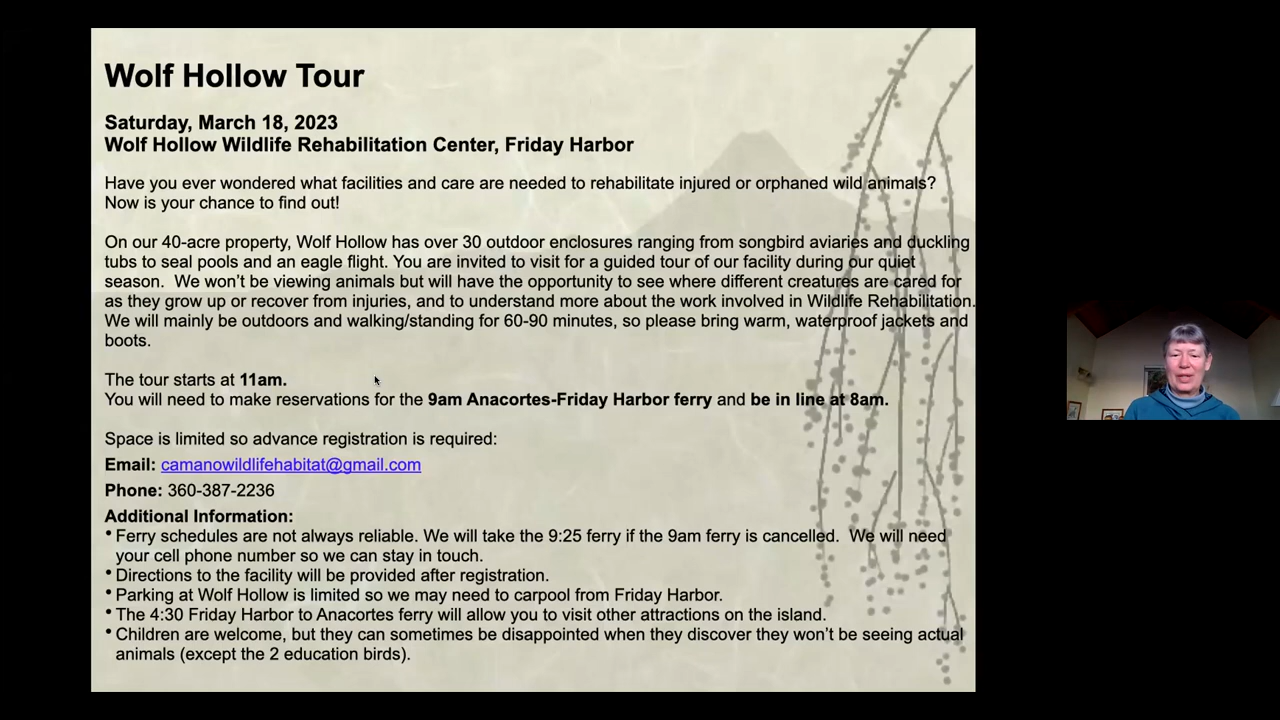 Wolf Hollow Tour
Saturday, March 18, 2023
Wolf Hollow Wildlife Rehabilitation Center, Friday Harbor
Have you ever wondered what facilities and care are needed to rehabilitate injured or orphaned wild animals?
Now is your chance to find out!
On our 40-acre property, Wolf Hollow has over 30 outdoor enclosures ranging from songbird aviaries and duckling
tubs to seal pools and an eagle flight. You are invited to visit for a guided tour of our facility during our quiet
season.  We won’t be viewing animals but will have the opportunity to see where different creatures are cared for
as they grow up or recover from injuries, and to understand more about the work involved in Wildlife Rehabilitation.
We will mainly be outdoors and walking/standing for 60-90 minutes, so please bring warm, waterproof jackets and
boots.
The tour starts at 11am.
You will need to make reservations for the 9am Anacortes-Friday Harbor ferry and be in line at 8am.
Space is limited so advance registration is required:
Email: camanowildlifehabitat@gmail.com
Phone: 360-387-2236
Additional Information:
• Ferry schedules are not always reliable. We will take the 9:25 ferry if the 9am ferry is cancelled.  We will need
your cell phone number so we can stay in touch.
• Directions to the facility will be provided after registration.
• Parking at Wolf Hollow is limited so we may need to carpool from Friday Harbor.
• The 4:30 Friday Harbor to Anacortes ferry will allow you to visit other attractions on the island.
• Children are welcome, but they can sometimes be disappointed when they discover they won’t be seeing actual
animals (except the 2 education birds).